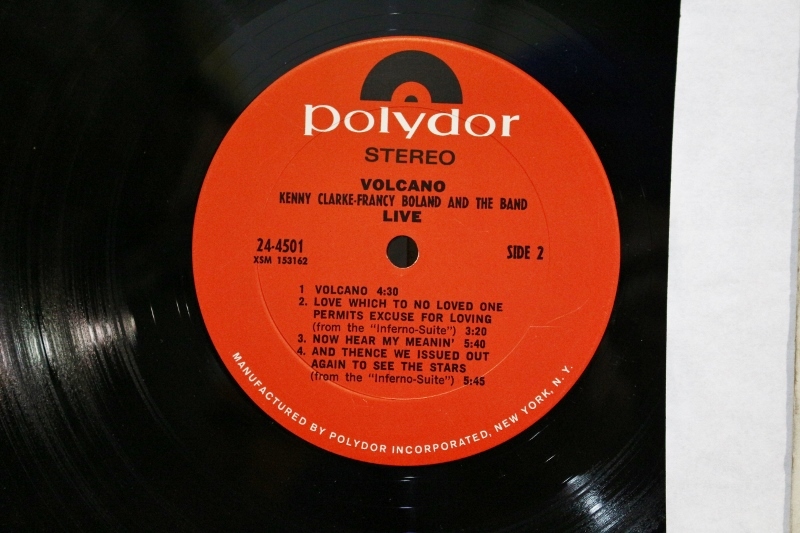 polydor
STEREO
VOLCANO
KENNY CLARKE-FRANCY BOLAND AND THE BAND
LIVE
24-4501
XSM 153162
SIDE 2
1 VOLCANO 4:30
2. LOVE WHICH TO NO LOVED ONE
PERMITS EXCUSE FOR LOVING
(from the "Inferno-Suite") 3:20
3. NOW HEAR MY MEANIN' 5:40
4. AND THENCE WE ISSUED OUT
AGAIN TO SEE THE STARS
(from the "Inferno-Suite") 5:45
MANUFACTURED BY POLYDOR INCORPORATED, NEW YORK, N. Y.